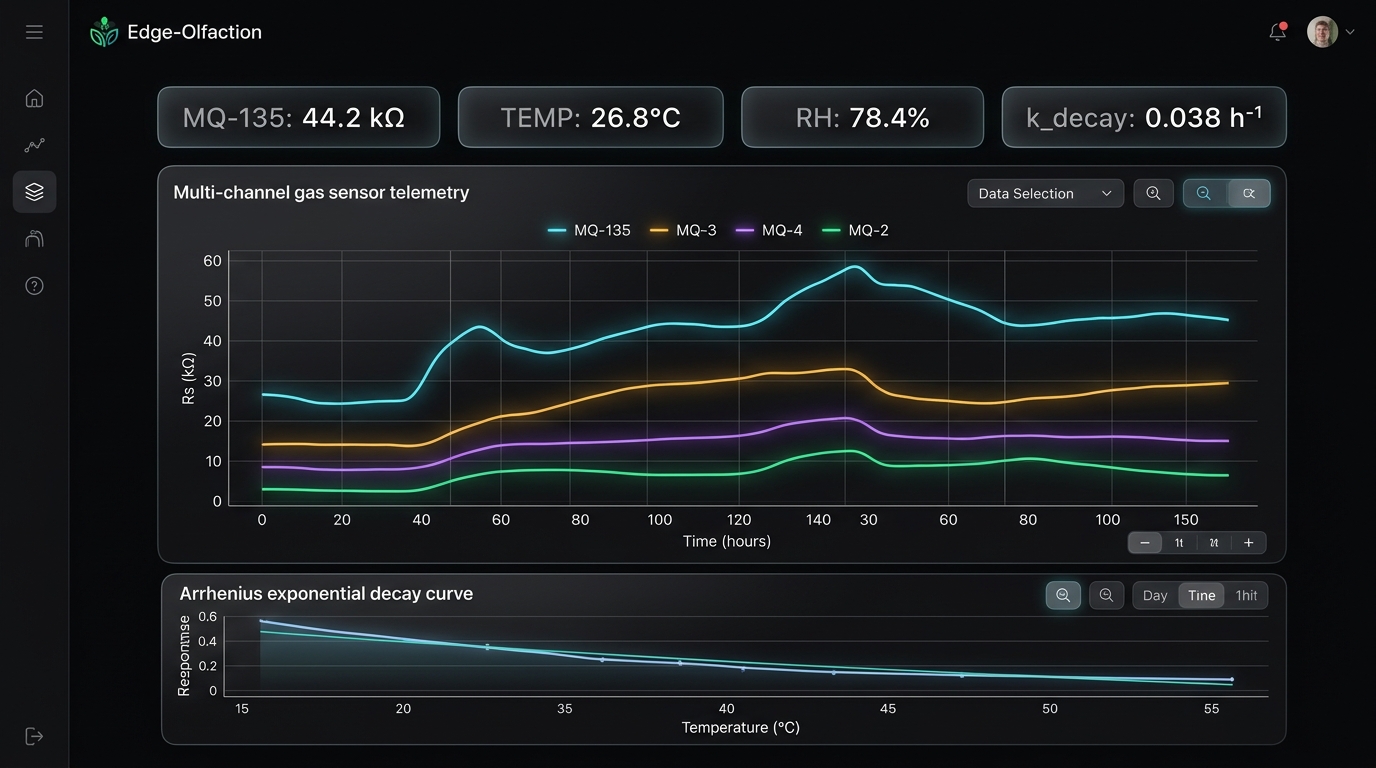 Edge-Olfaction
MQ-135: 44.2 kΩ
TEMP: 26.8°C
RH: 78.4%
k_decay: 0.038 h⁻¹
Multi-channel gas sensor telemetry
Data Selection
MQ-135 MQ-3 MQ-4 MQ-2
Rs (kΩ)
60
50
40
30
20
10
0
0 20 40 60 80 100 120 140 30 60 80 100 150
Time (hours)
− 1t +
Arrhenius exponential decay curve
Day Tine 1hit
0.6
0.4
0.2
0
15 20 35 40 45 50 55
Temperature (°C)